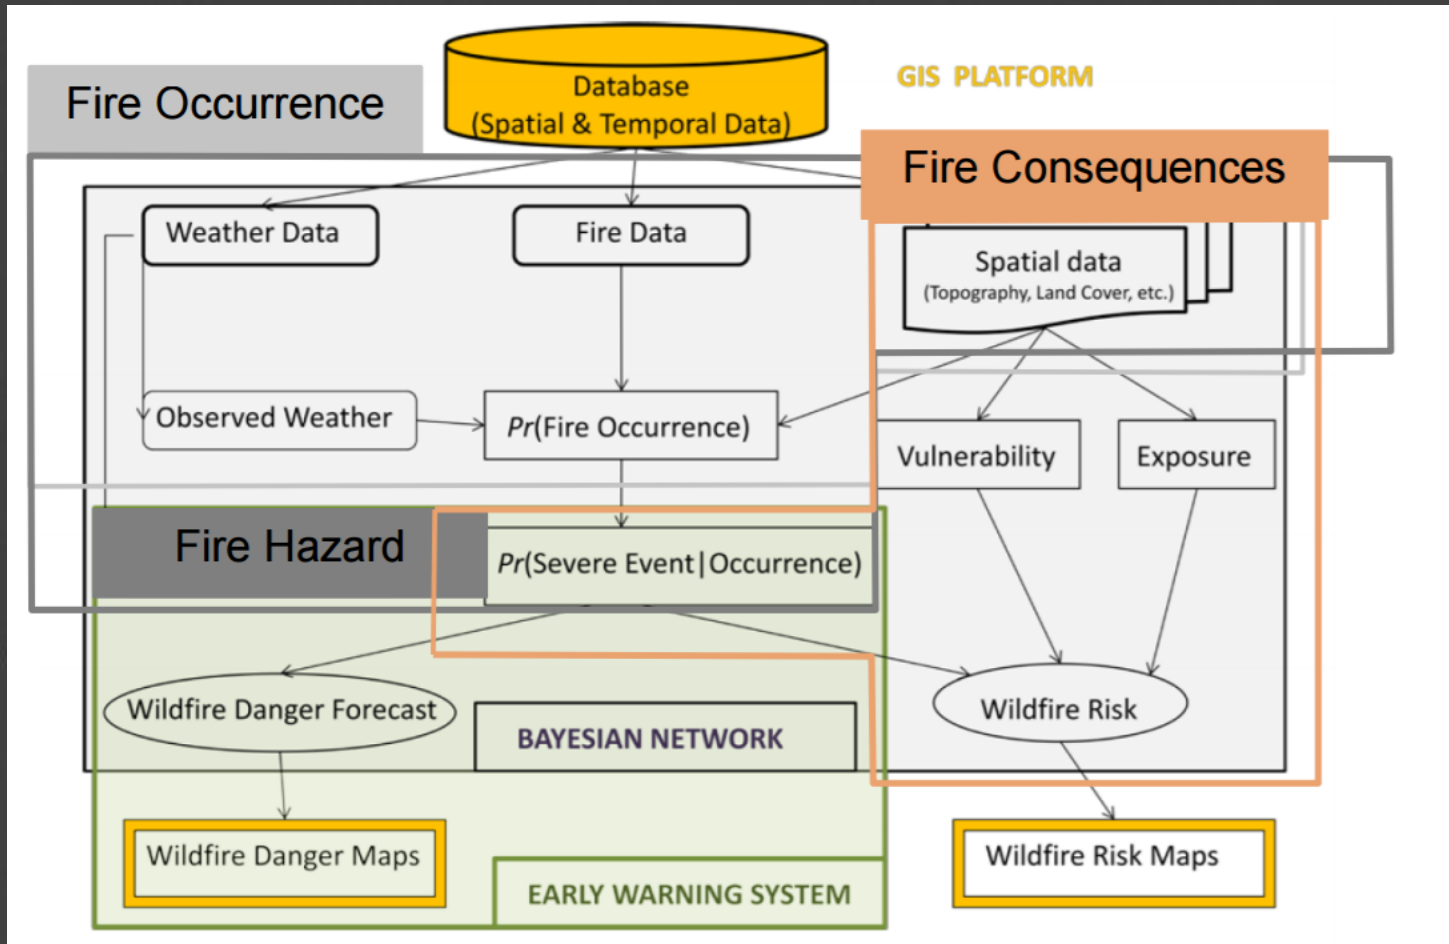 Database
(Spatial & Temporal Data)
GIS PLATFORM
Fire Occurrence
Fire Consequences
Weather Data
Fire Data
Spatial data
(Topography, Land Cover, etc.)
Observed Weather
Pr(Fire Occurrence)
Vulnerability
Exposure
Fire Hazard
Pr(Severe Event|Occurrence)
Wildfire Danger Forecast
BAYESIAN NETWORK
Wildfire Risk
Wildfire Danger Maps
Wildfire Risk Maps
EARLY WARNING SYSTEM